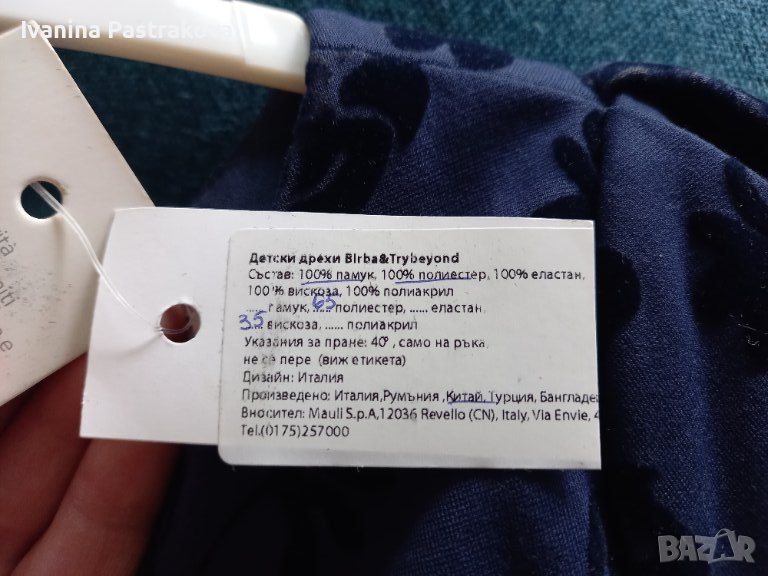 Ivanina Pastrakova
ità
Детски дрехи Birba&Trybeyond
Състав: 100% памук, 100% полиестер, 100% еластан,
100% вискоза, 100% полиакрил
...... памук, 65 полиестер, ...... еластан,
35 вискоза, ...... полиакрил
Указания за пране: 40°, само на ръка,
не се пере (виж етикета)
Дизайн: Италия
Произведено: Италия,Румъния ,Китай, Турция, Бангладе
Вносител: Mauli S.p.A,12036 Revello (CN), Italy, Via Envie, 4
Tel.(0175)257000
BAZAR